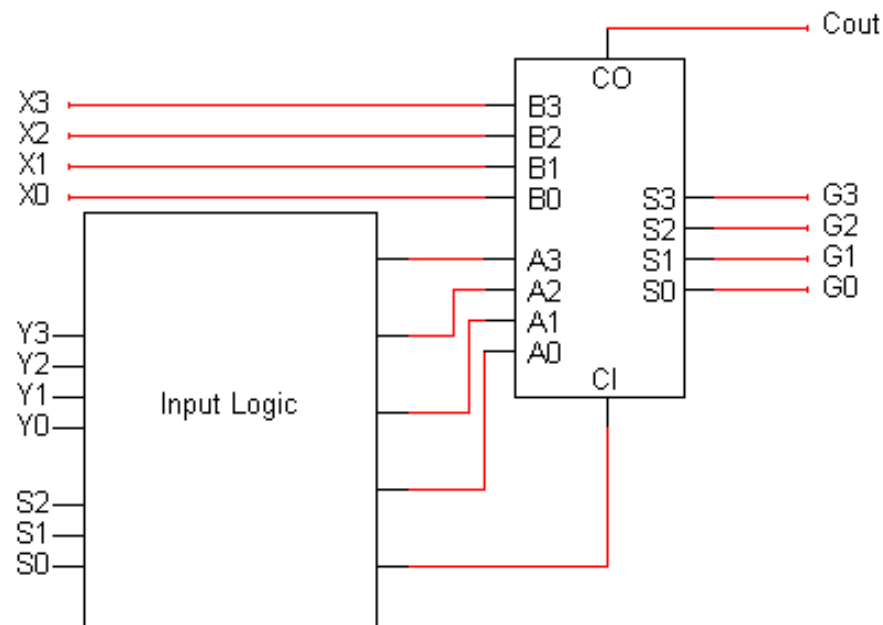 Cout
CO
X3
B3
X2
B2
X1
B1
X0
B0
S3
G3
S2
G2
A3
S1
G1
A2
S0
G0
A1
Y3
A0
Y2
CI
Y1
Input Logic
Y0
S2
S1
S0